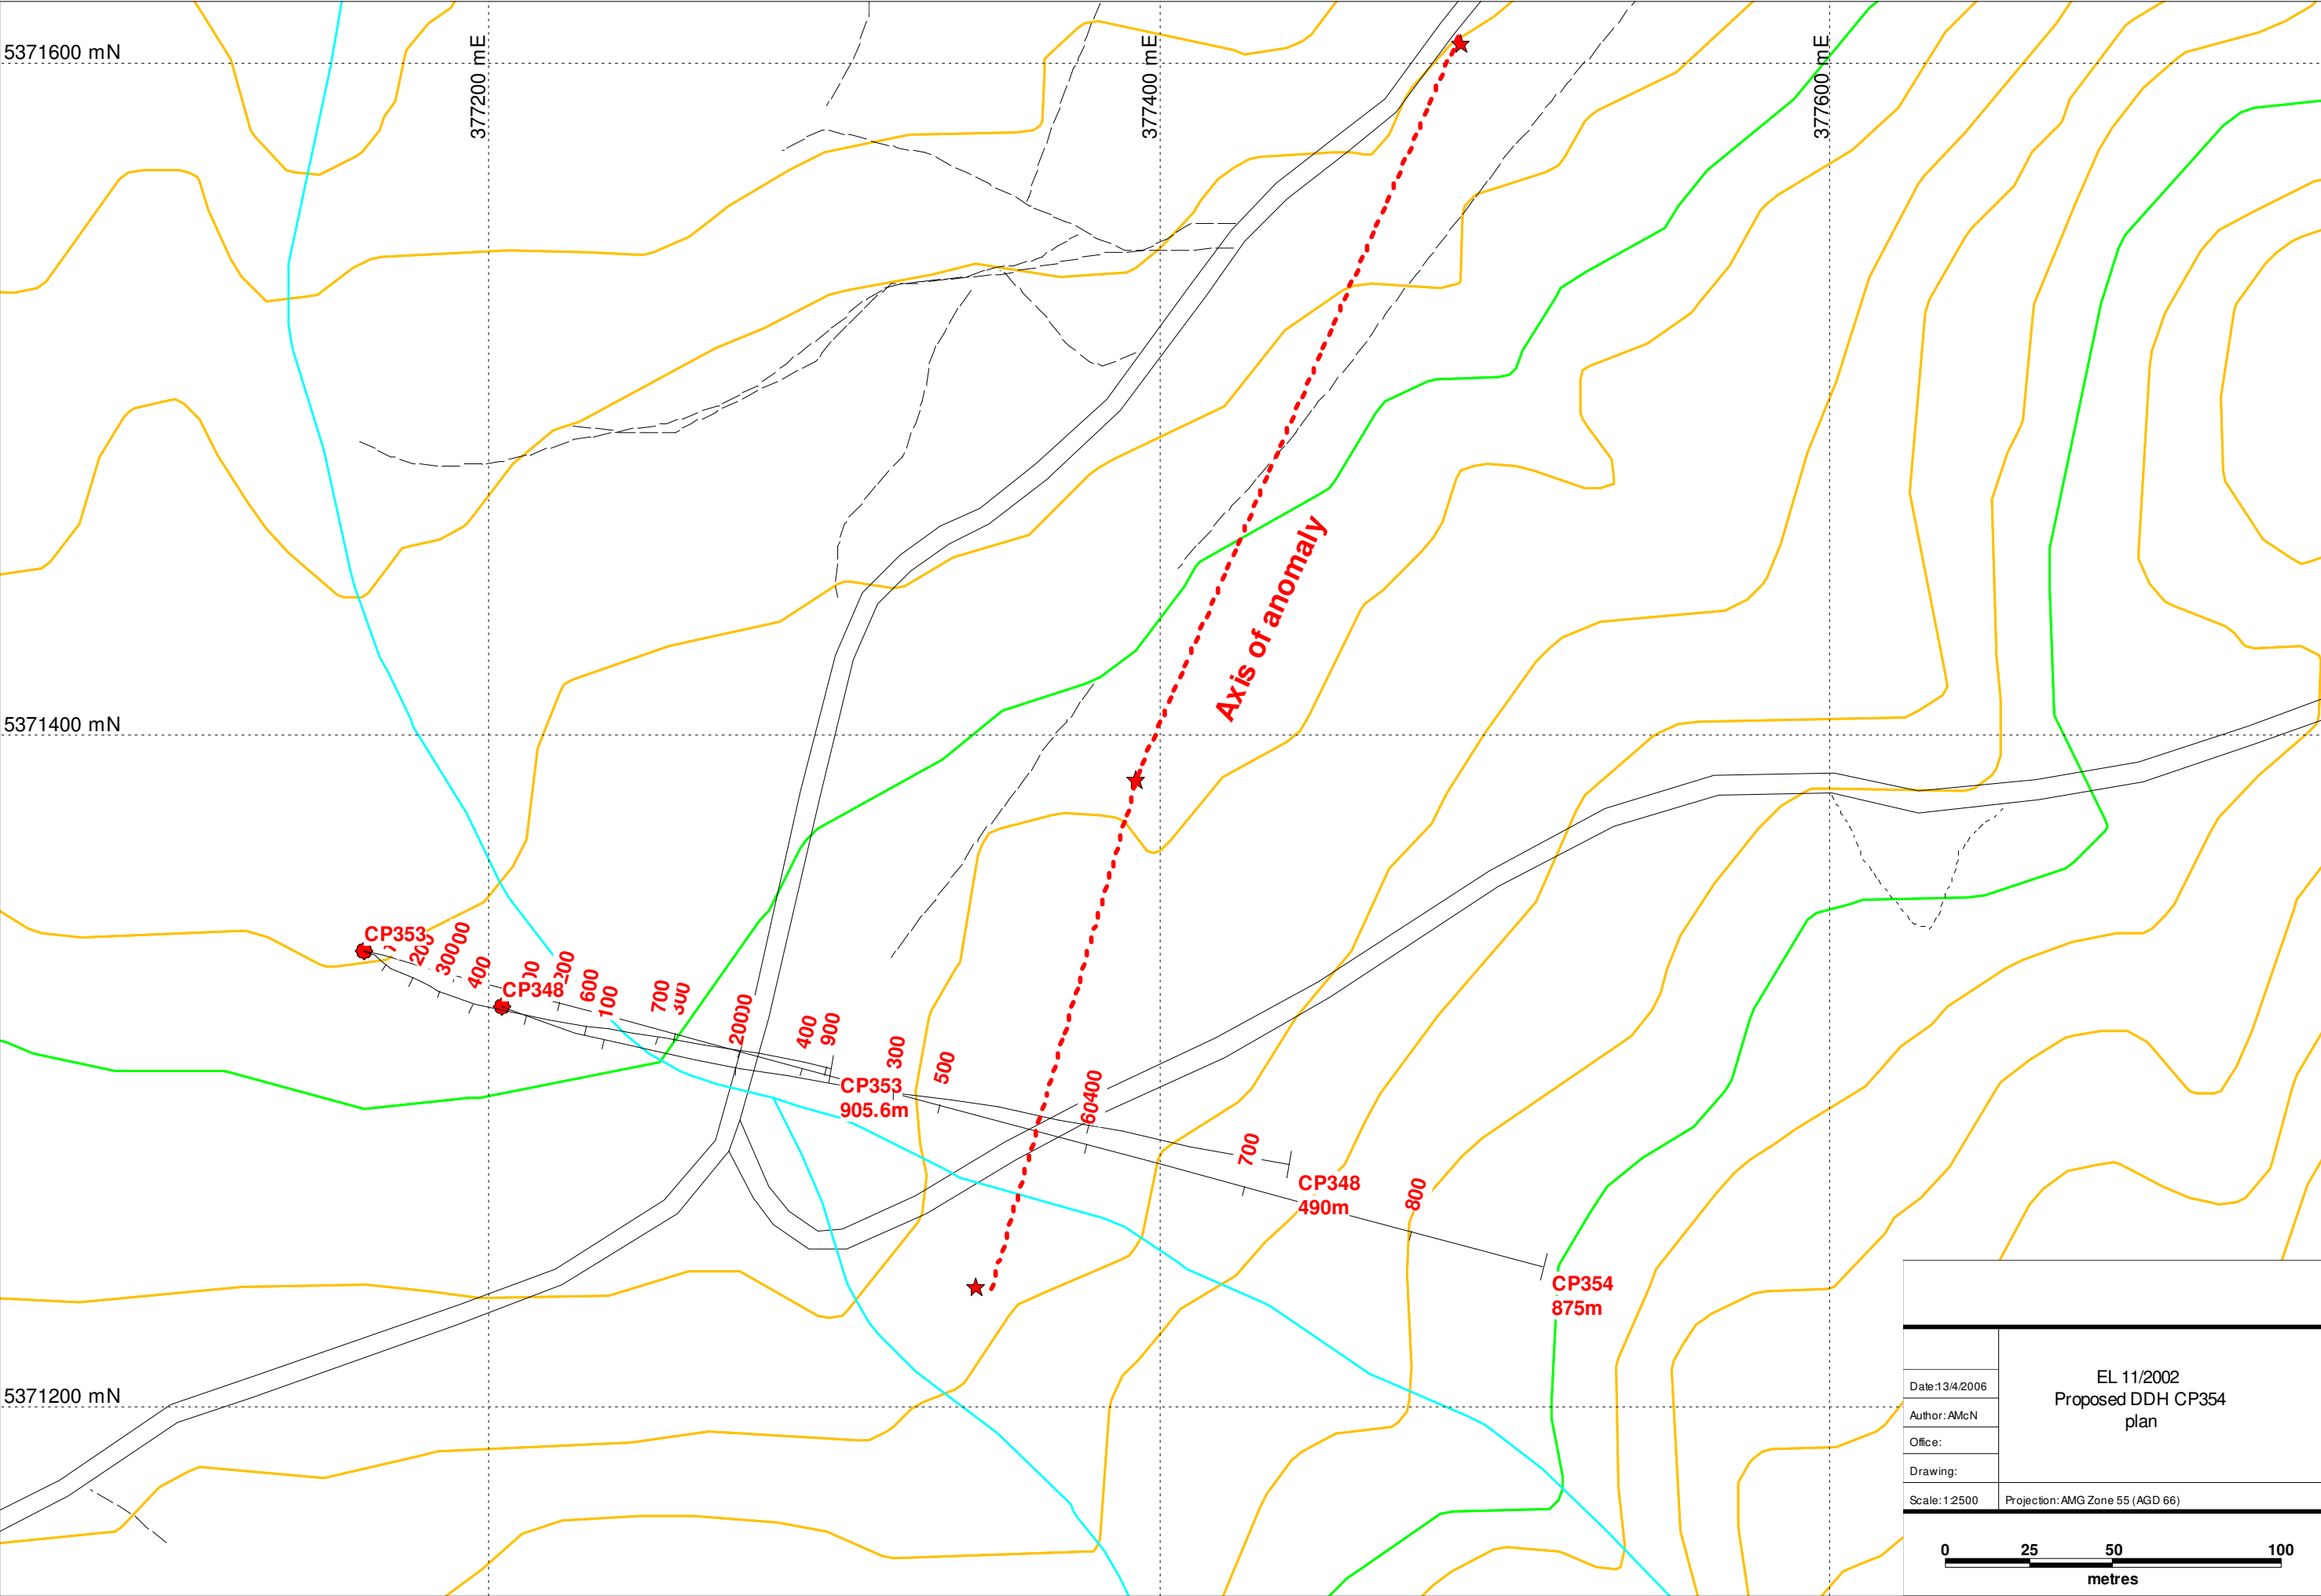 5371600 mN
377200 mE
377400 mE
377600 mE
Axis of anomaly
5371400 mN
CP353
200
400
CP348
600
100
700
400
900
300
500
CP353
905.6m
700
CP348
490m
800
CP354
875m
5371200 mN
EL 11/2002
Proposed DDH CP354
plan
Date:13/4/2006
Author: AMcN
Office:
Drawing:
Scale: 1:2500
Projection: AMG Zone 55 (AGD 66)
0 25 50 100
metres